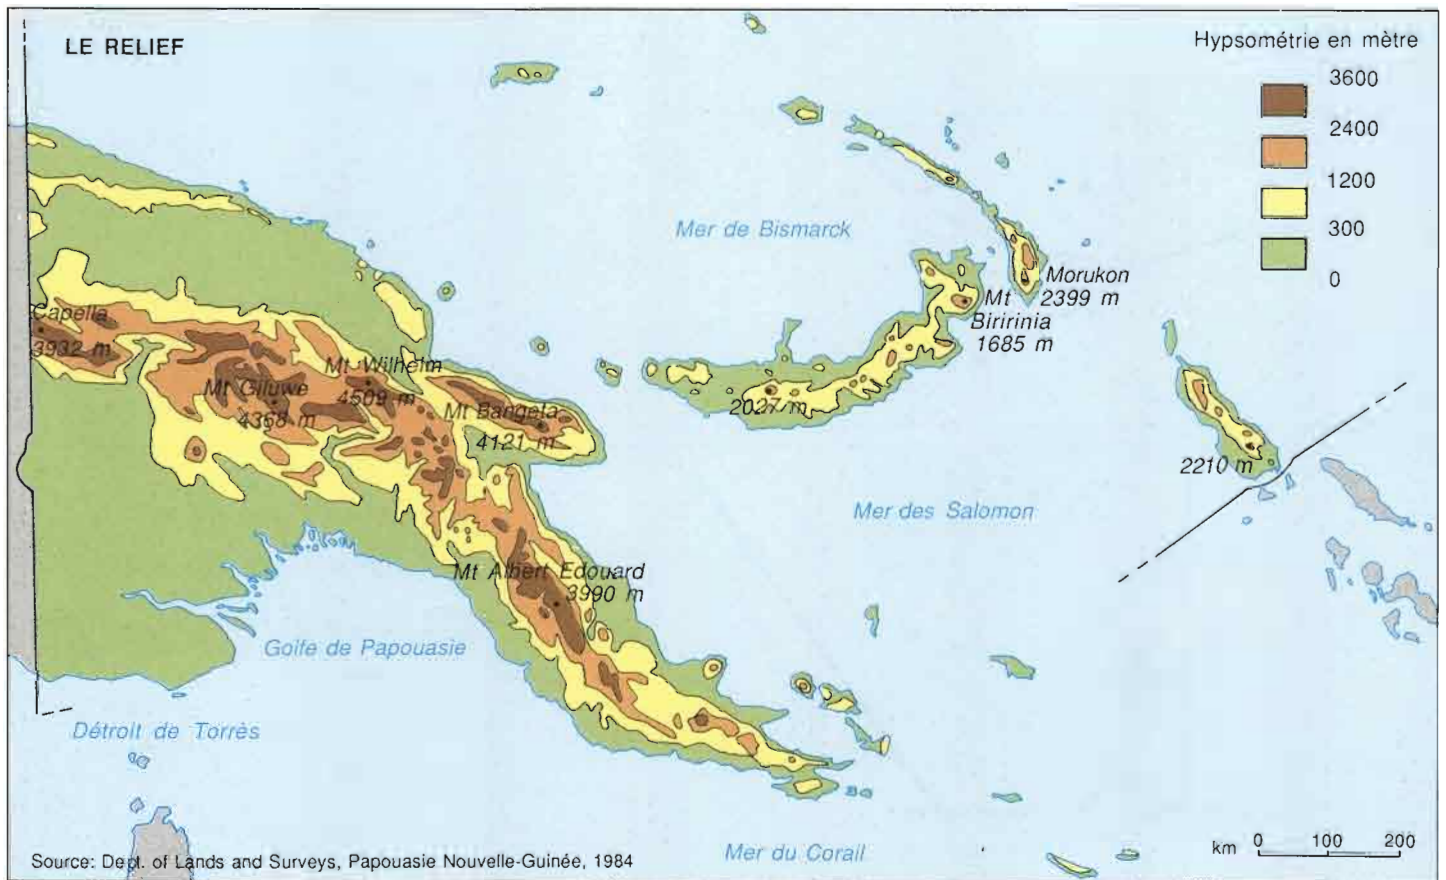 LE RELIEF
Hypsométrie en mètre
3600
2400
1200
300
0
Mer de Bismarck
Morukon
2399 m
Mt
Biririnia
1685 m
Capella
3932 m
Mt Wilhelm
4509 m
Mt Giluwe
4368 m
Mt Bangeta
4121 m
2027 m
2210 m
Mer des Salomon
Mt Albert Edouard
3990 m
Golfe de Papouasie
Détroit de Torrès
Mer du Corail
km 0 100 200
Source: Dept. of Lands and Surveys, Papouasie Nouvelle-Guinée, 1984